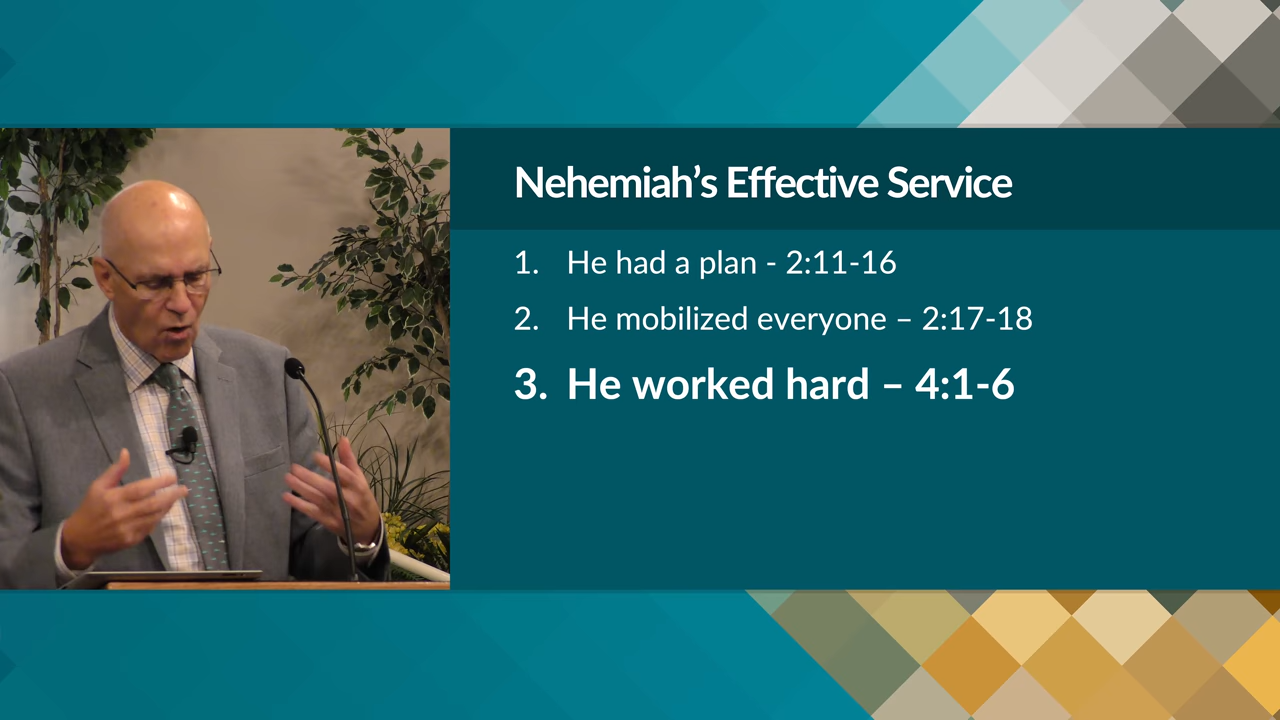 Nehemiah’s Effective Service
1. He had a plan - 2:11-16
2. He mobilized everyone – 2:17-18
3. He worked hard – 4:1-6